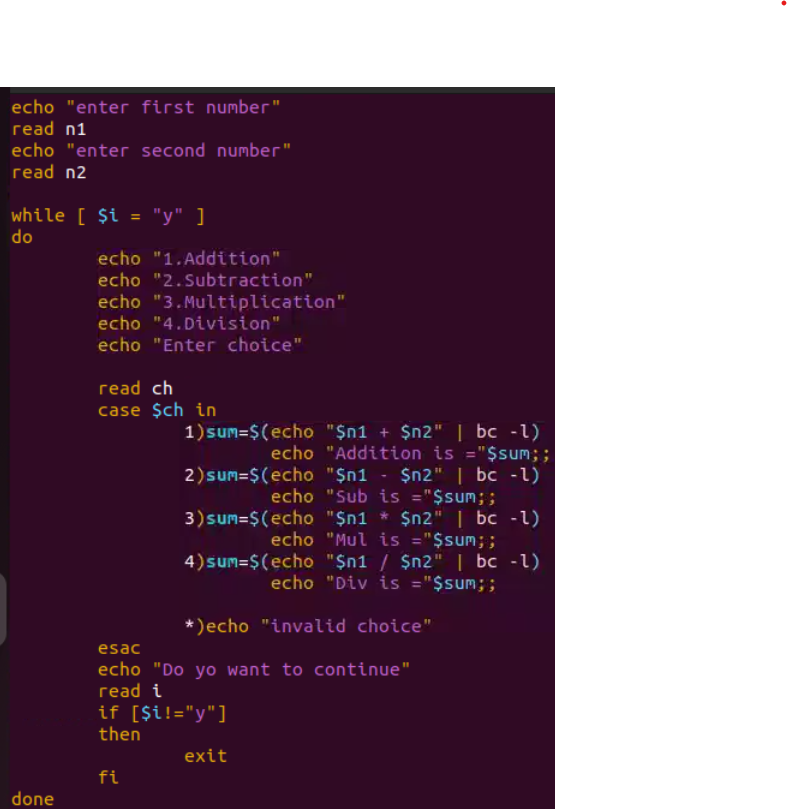 echo "enter first number"
read n1
echo "enter second number"
read n2
while [ $i = "y" ]
do
echo "1.Addition"
echo "2.Subtraction"
echo "3.Multiplication"
echo "4.Division"
echo "Enter choice"
read ch
case $ch in
1)sum=$(echo "$n1 + $n2" | bc -l)
echo "Addition is ="$sum;;
2)sum=$(echo "$n1 - $n2" | bc -l)
echo "Sub is ="$sum;;
3)sum=$(echo "$n1 * $n2" | bc -l)
echo "Mul is ="$sum;;
4)sum=$(echo "$n1 / $n2" | bc -l)
echo "Div is ="$sum;;
*)echo "invalid choice"
esac
echo "Do yo want to continue"
read i
if [$i!="y"]
then
exit
fi
done